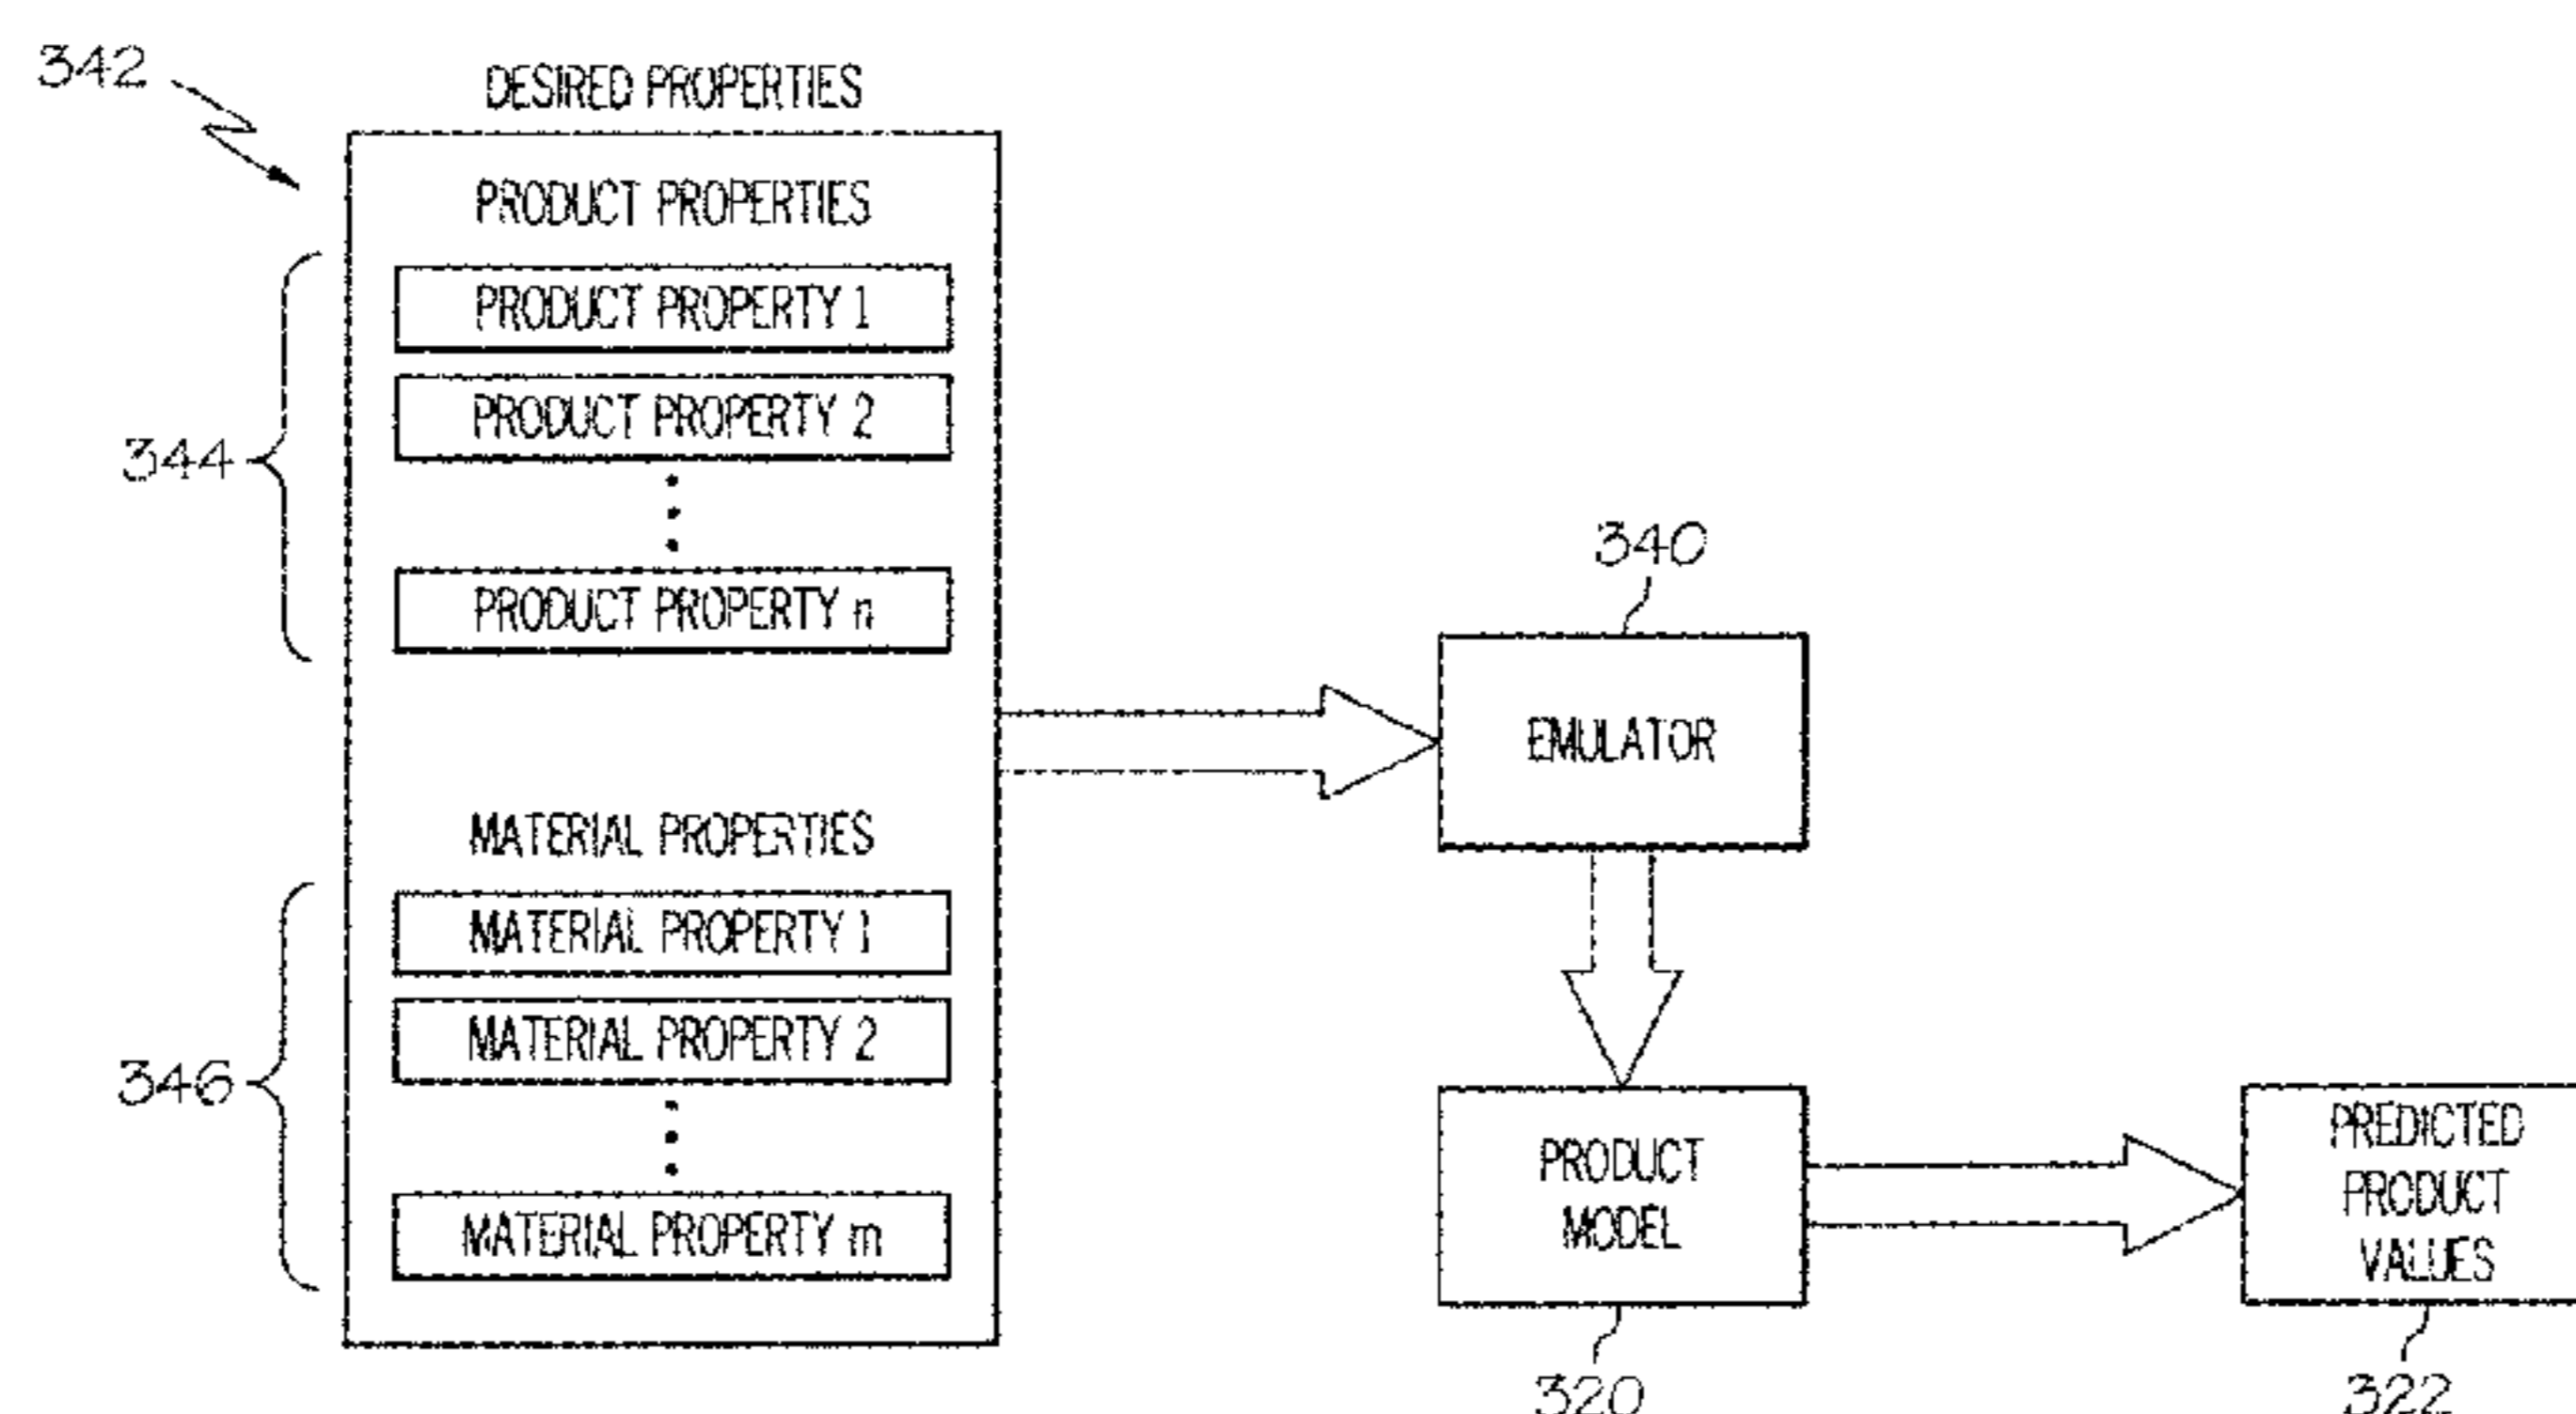 342
DESIRED PROPERTIES
PRODUCT PROPERTIES
PRODUCT PROPERTY 1
PRODUCT PROPERTY 2
PRODUCT PROPERTY n
344
MATERIAL PROPERTIES
MATERIAL PROPERTY 1
MATERIAL PROPERTY 2
MATERIAL PROPERTY m
346
340
EMULATOR
PRODUCT
MODEL
320
PREDICTED
PRODUCT
VALUES
322